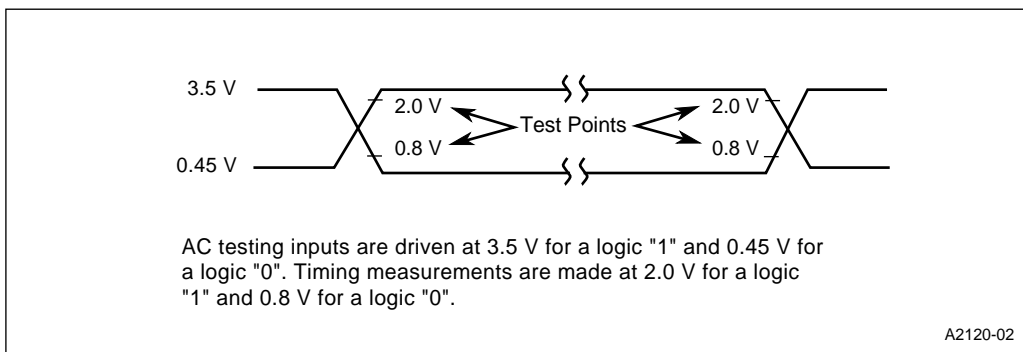 3.5 V
2.0 V
2.0 V
Test Points
0.8 V
0.8 V
0.45 V
AC testing inputs are driven at 3.5 V for a logic "1" and 0.45 V for
a logic "0". Timing measurements are made at 2.0 V for a logic
"1" and 0.8 V for a logic "0".
A2120-02